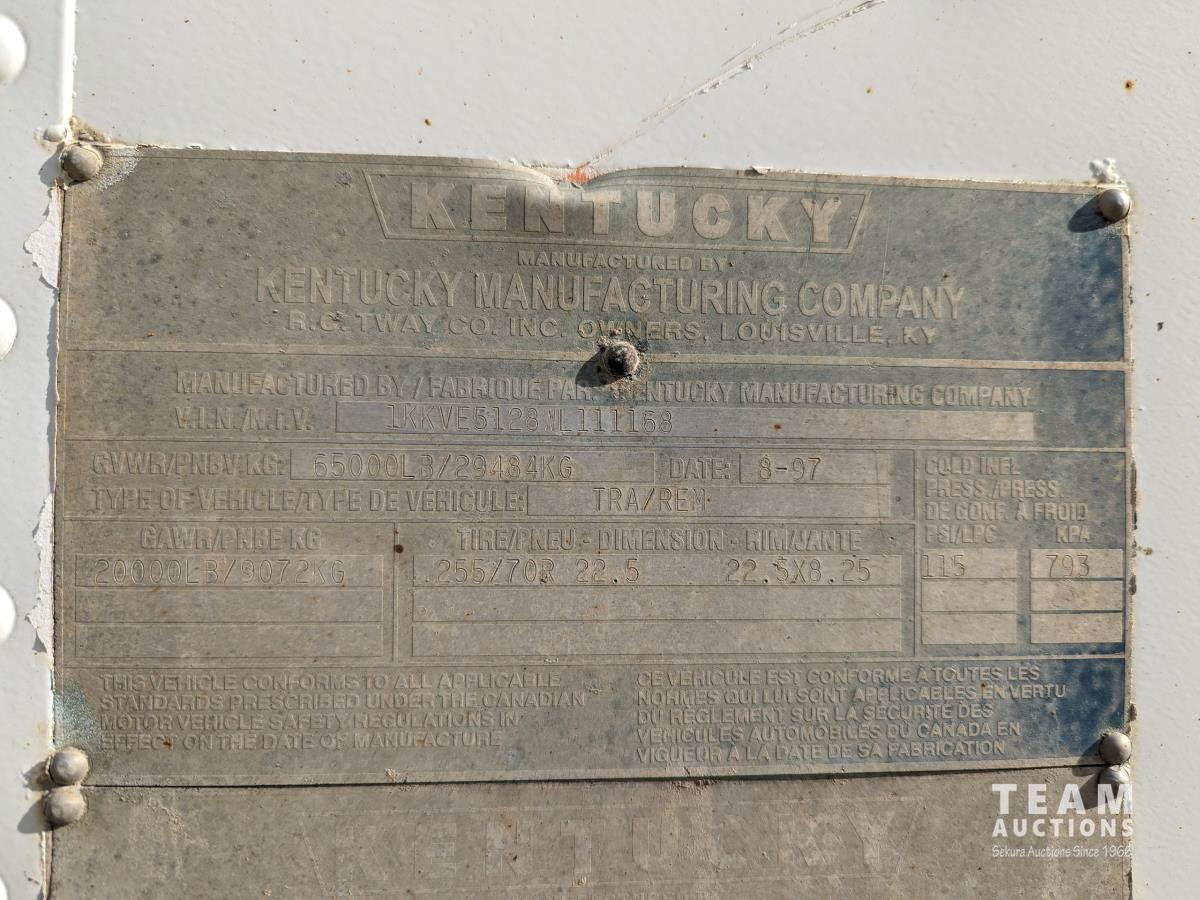 KENTUCKY
MANUFACTURED BY
KENTUCKY MANUFACTURING COMPANY
R.C. TWAY CO. INC. OWNERS, LOUISVILLE, KY
MANUFACTURED BY / FABRIQUÉ PAR: KENTUCKY MANUFACTURING COMPANY
V.I.N./N.I.V. 1KKVE5128WL111168
GVWR/PNBV KG: 65000LB/29484KG DATE: 8-97
TYPE OF VEHICLE/TYPE DE VÉHICULE: TRA/REM
COLD INFL
PRESS./PRESS.
DE GONF. À FROID
PSI/LPC KPA
GAWR/PNBE KG TIRE/PNEU - DIMENSION - RIM/JANTE
20000LB/9072KG 255/70R 22.5 22.5X8.25 115 793
THIS VEHICLE CONFORMS TO ALL APPLICABLE
STANDARDS PRESCRIBED UNDER THE CANADIAN
MOTOR VEHICLE SAFETY REGULATIONS IN
EFFECT ON THE DATE OF MANUFACTURE
CE VÉHICULE EST CONFORME À TOUTES LES
NORMES QUI LUI SONT APPLICABLES EN VERTU
DU RÈGLEMENT SUR LA SÉCURITÉ DES
VÉHICULES AUTOMOBILES DU CANADA EN
VIGUEUR À LA DATE DE SA FABRICATION
KENTUCKY
TEAM
AUCTIONS
Sekura Auctions Since 1966